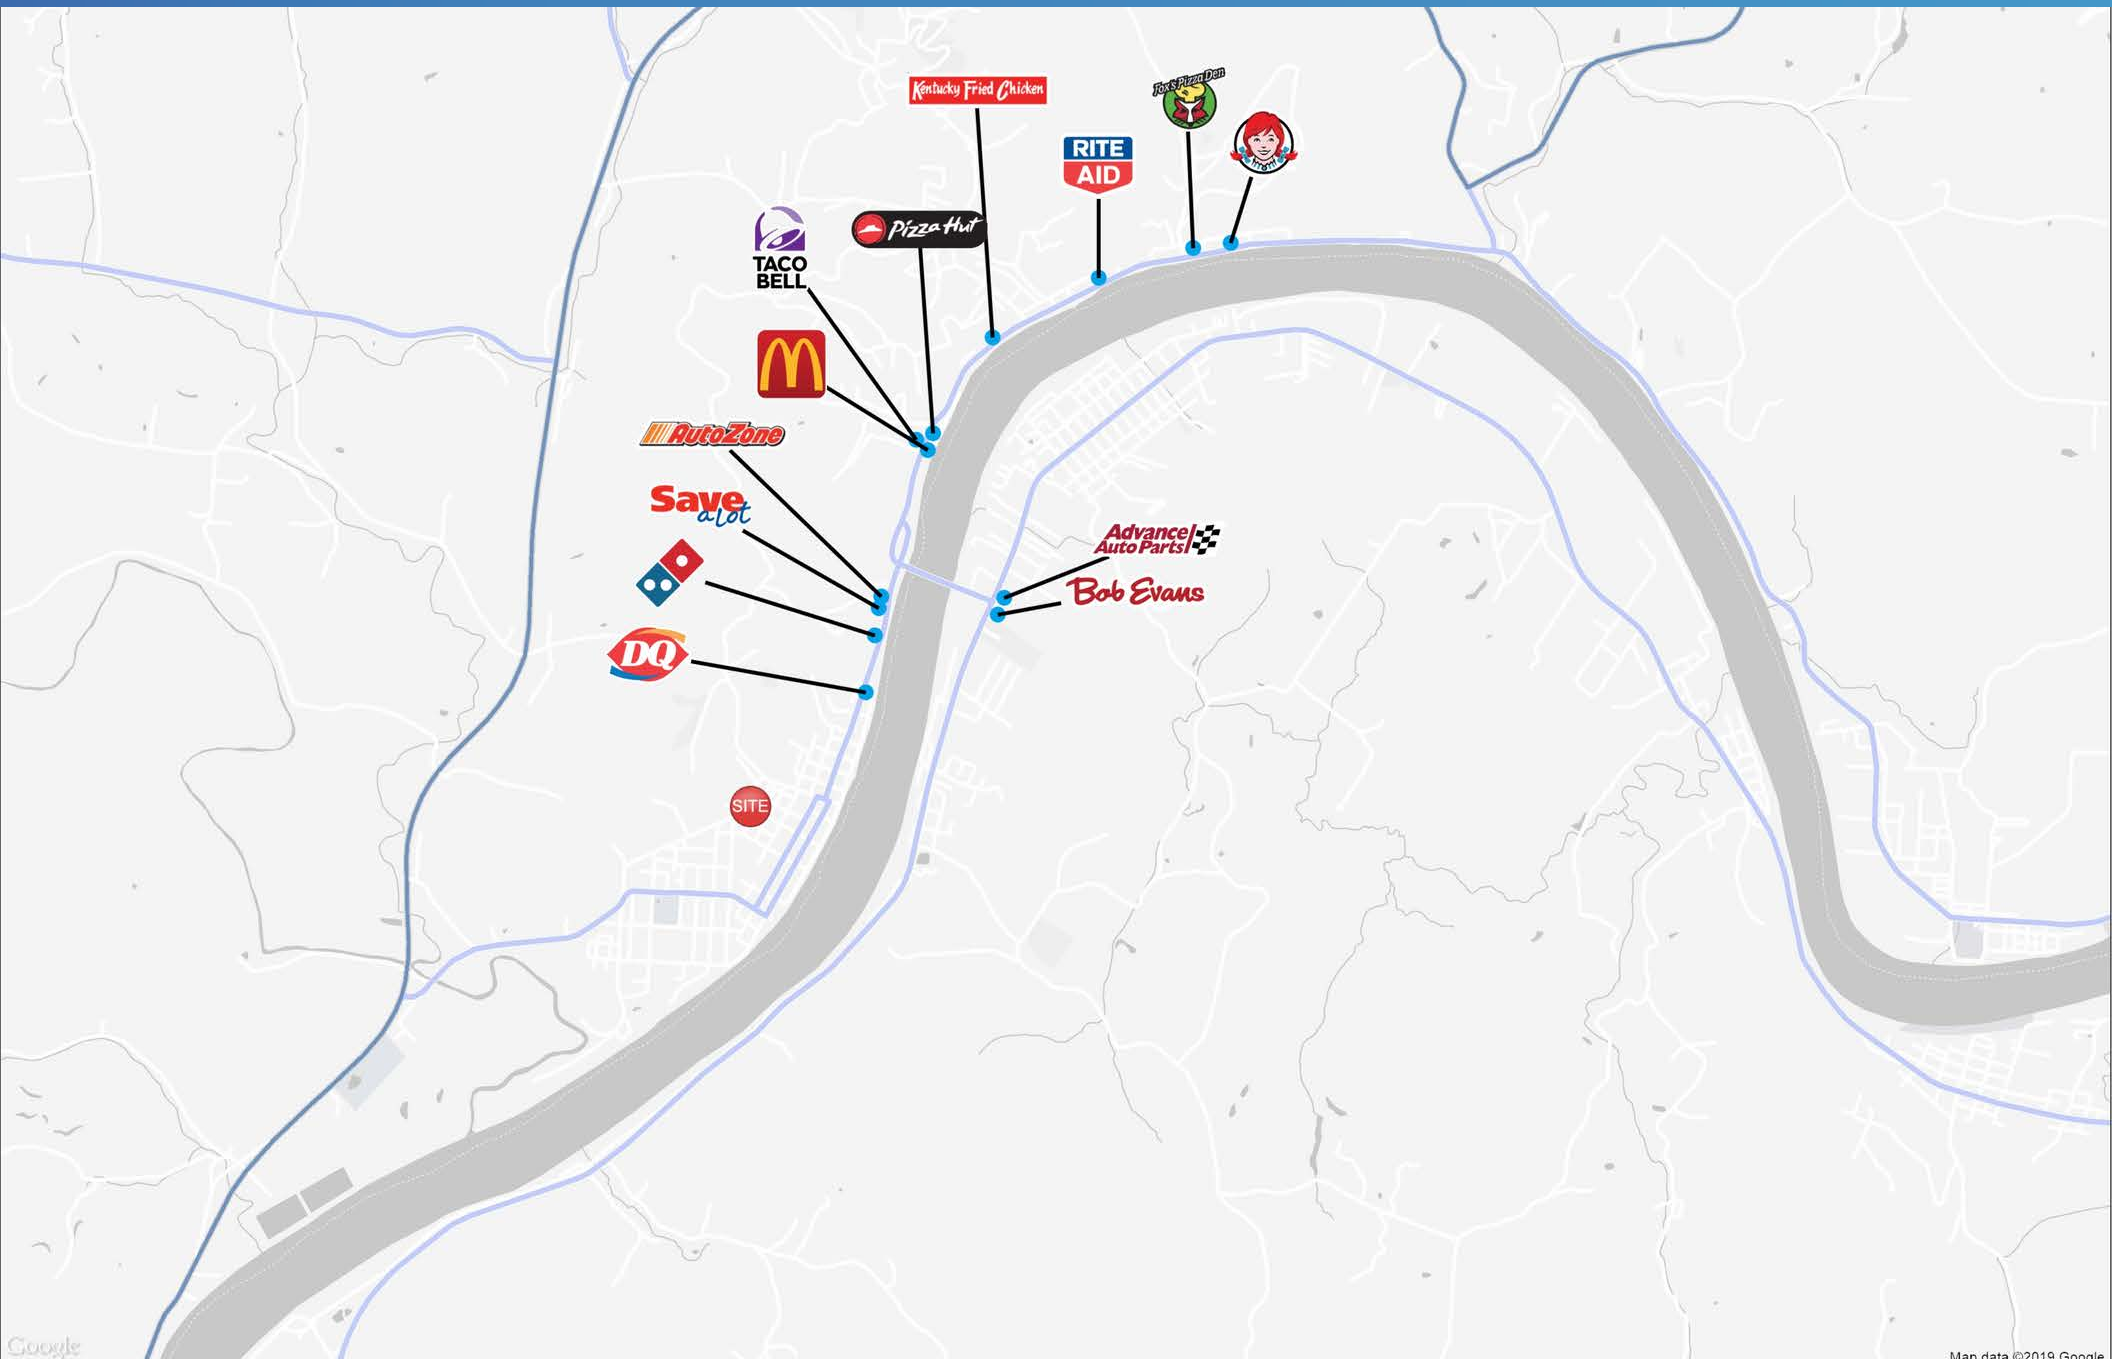 Kentucky Fried Chicken
Fox's Pizza Den
RITE
AID
TACO
BELL
Pizza Hut
AutoZone
Save
a Lot
Advance
Auto Parts
Bob Evans
DQ
SITE
Google
Map data ©2019 Google